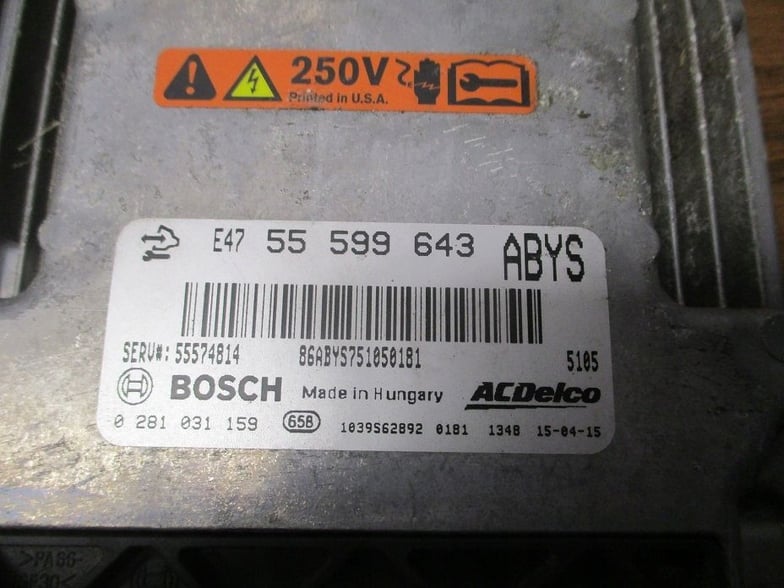 250V
Printed in U.S.A.
E47 55 599 643 ABYS
SERV#: 55574814 86ABYS751050181 5105
BOSCH Made in Hungary ACDelco
0 281 031 159 65B 1039S62892 0181 1348 15-04-15
>PA66-